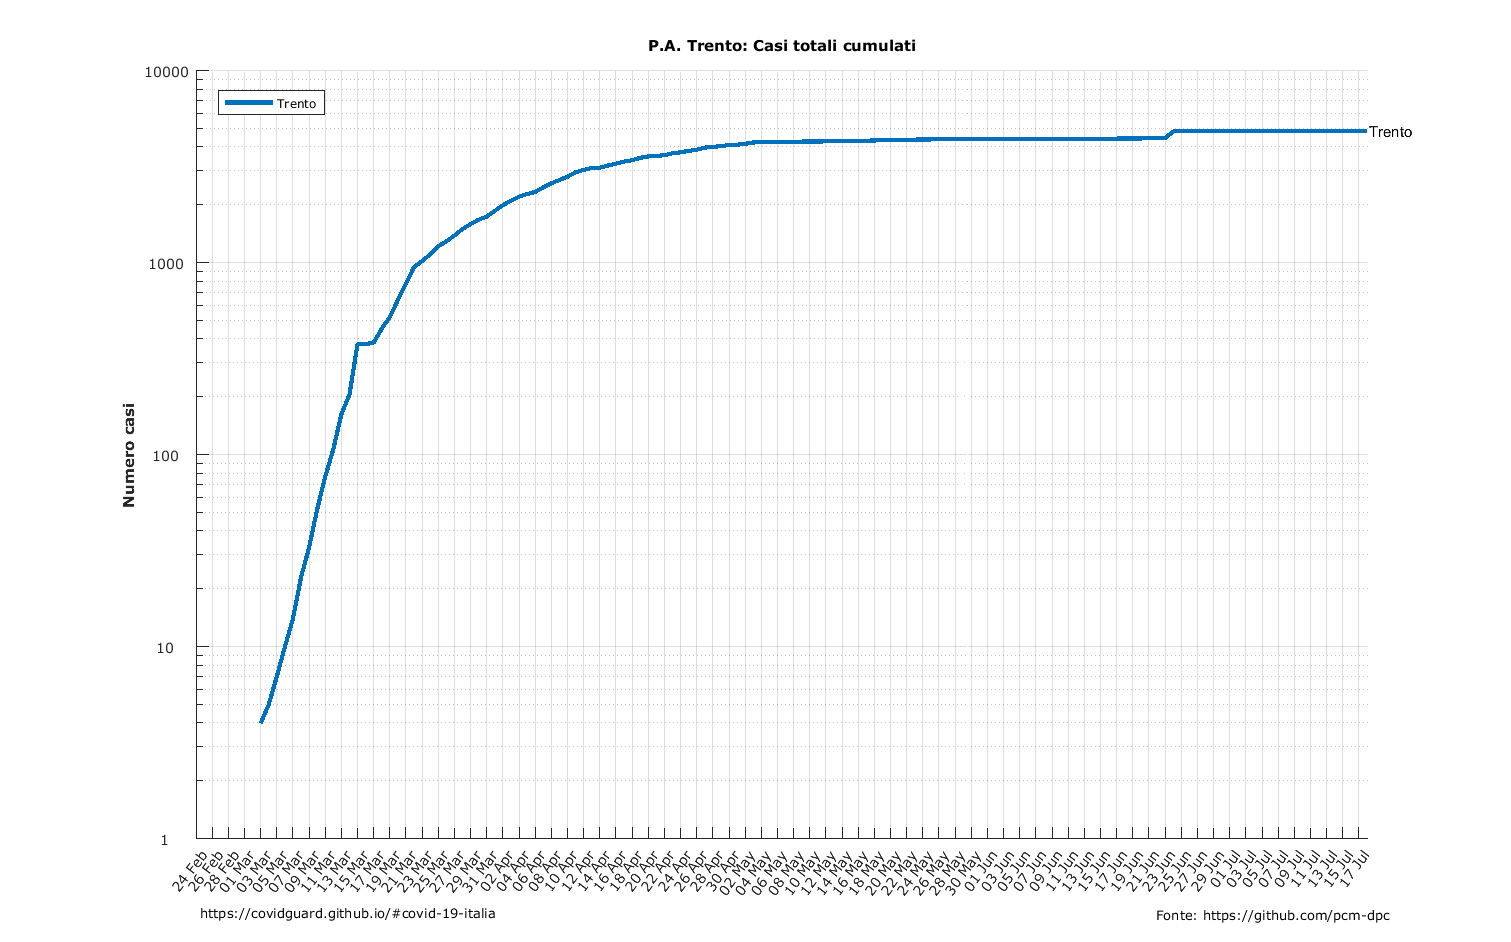 P.A. Trento: Casi totali cumulati
10000
1000
100
10
1
Numero casi
Trento
Trento
24 Feb
26 Feb
28 Feb
01 Mar
03 Mar
05 Mar
07 Mar
09 Mar
11 Mar
13 Mar
15 Mar
17 Mar
19 Mar
21 Mar
23 Mar
25 Mar
27 Mar
29 Mar
31 Mar
02 Apr
04 Apr
06 Apr
08 Apr
10 Apr
12 Apr
14 Apr
16 Apr
18 Apr
20 Apr
22 Apr
24 Apr
26 Apr
28 Apr
30 Apr
02 May
04 May
06 May
08 May
10 May
12 May
14 May
16 May
18 May
20 May
22 May
24 May
26 May
28 May
30 May
01 Jun
03 Jun
05 Jun
07 Jun
09 Jun
11 Jun
13 Jun
15 Jun
17 Jun
19 Jun
21 Jun
23 Jun
25 Jun
27 Jun
29 Jun
01 Jul
03 Jul
05 Jul
07 Jul
09 Jul
11 Jul
13 Jul
15 Jul
17 Jul
https://covidguard.github.io/#covid-19-italia
Fonte: https://github.com/pcm-dpc